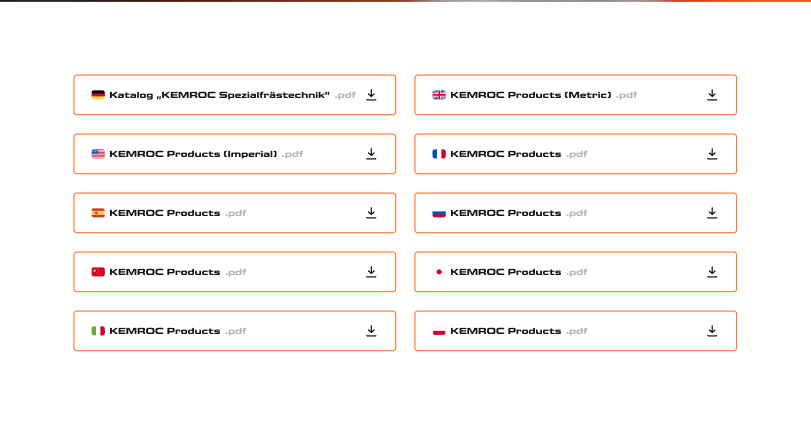 Katalog „KEMROC Spezialfrästechnik“ .pdf
KEMROC Products (Metric) .pdf
KEMROC Products (Imperial) .pdf
KEMROC Products .pdf
KEMROC Products .pdf
KEMROC Products .pdf
KEMROC Products .pdf
KEMROC Products .pdf
KEMROC Products .pdf
KEMROC Products .pdf